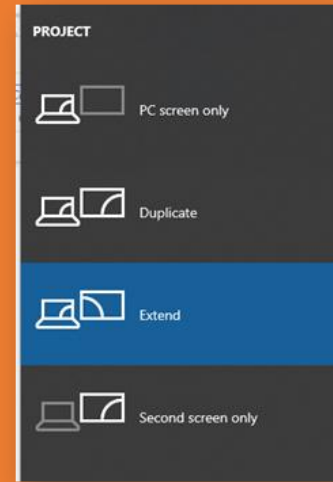 PROJECT
PC screen only
Duplicate
Extend
Second screen only